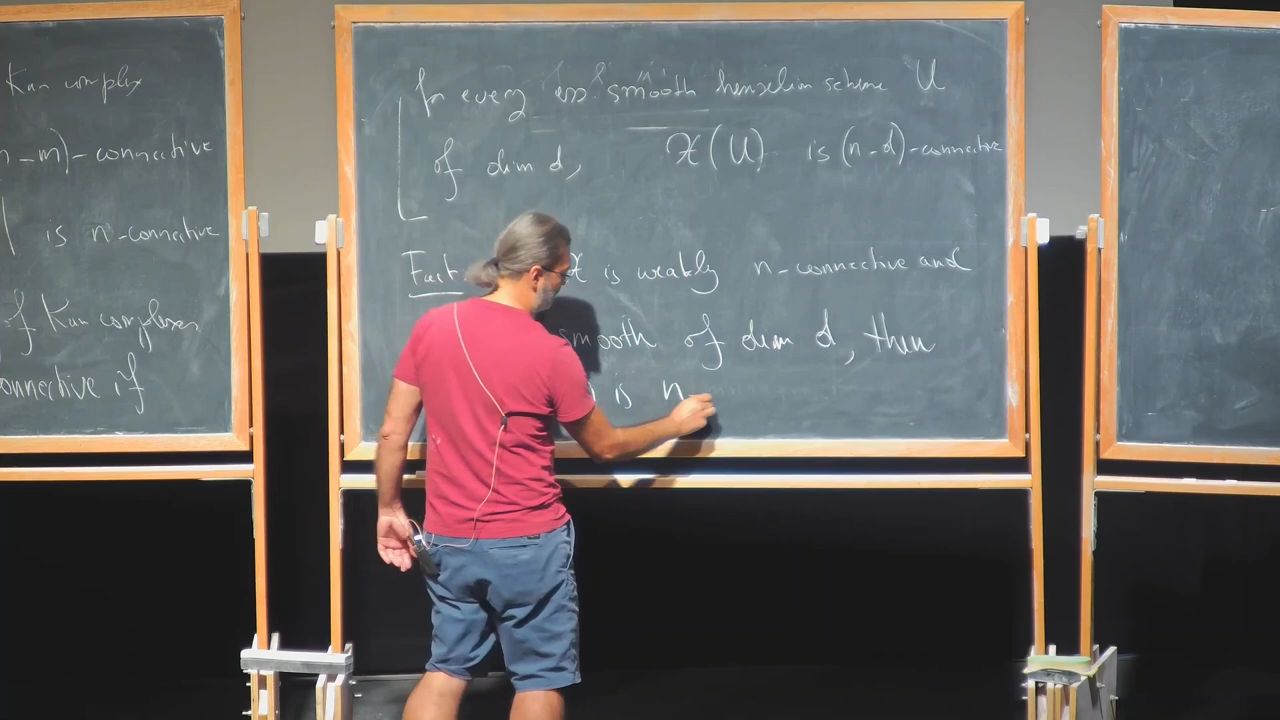 Kan complex
n-m)-connective
is n-connective
of Kan complexes
onnective if
for every ess. smooth henselian scheme U
of dim d, 𝒳(U) is (n-d)-connective
Fact: 𝒳 is weakly n-connective and
smooth of dim d, then
) is n